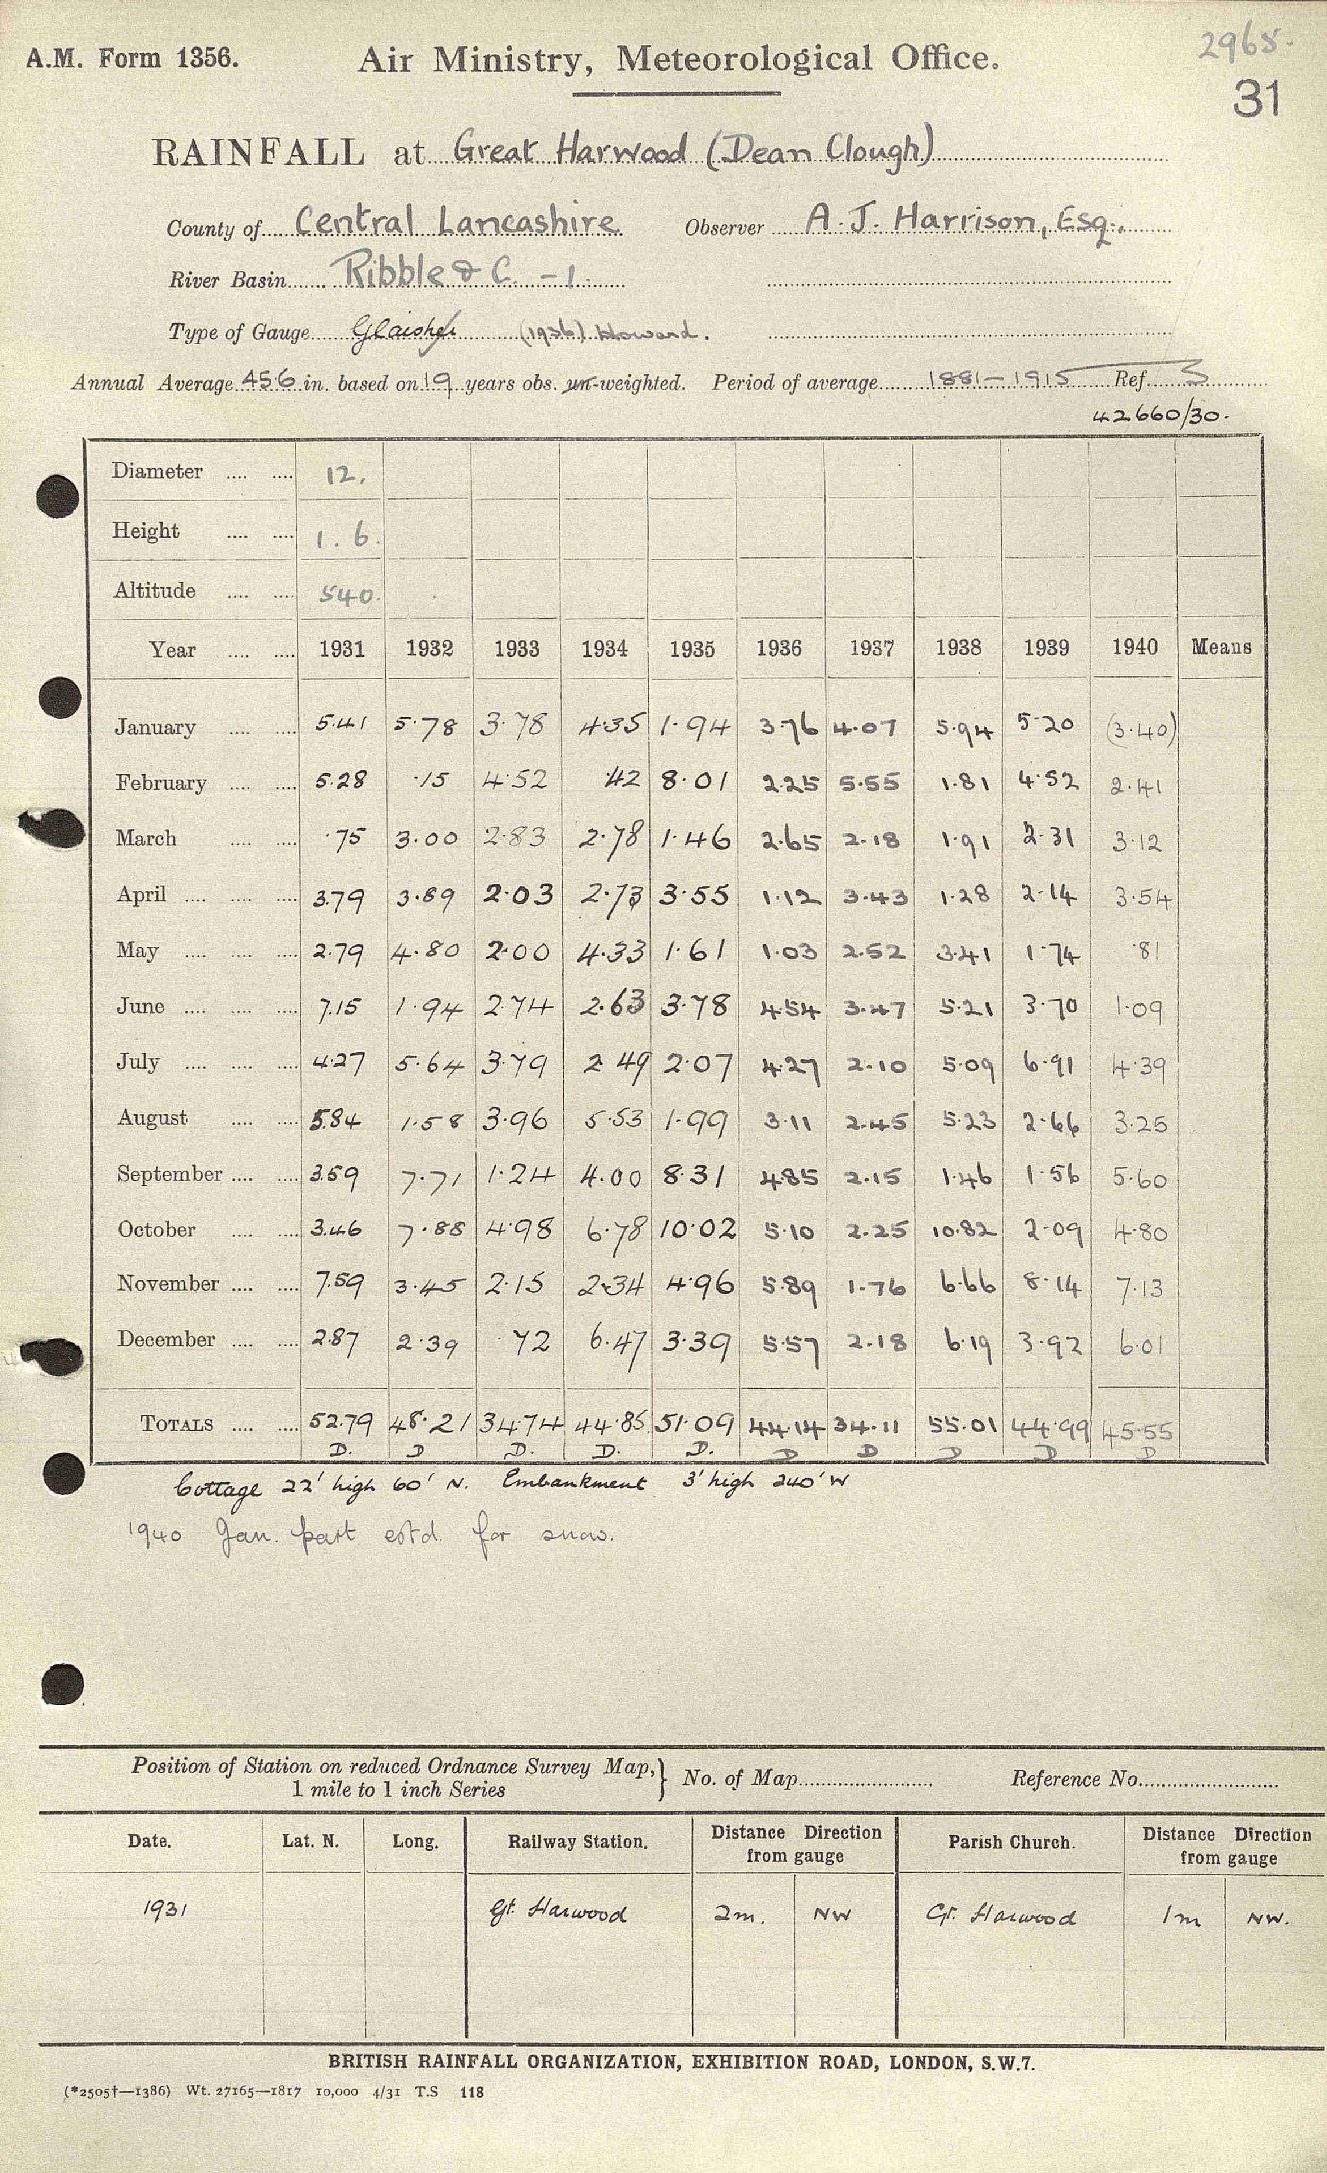 2965.
A.M. Form 1356. Air Ministry, Meteorological Office.
31
RAINFALL at Great Harwood (Dean Clough)
County of Central Lancashire Observer A. J. Harrison, Esq.,
River Basin Ribble & C. - 1.
Type of Gauge Glaisher (1936) Howard.
Annual Average 45.6 in. based on 19 years obs. un-weighted. Period of average 1881-1915 Ref. 3
42660/30.
Diameter 12.
Height 1.6.
Altitude 540.
Year 1931 1932 1933 1934 1935 1936 1937 1938 1939 1940 Means
January 5.41 5.78 3.78 4.35 1.94 3.76 4.07 5.94 5.20 (3.40)
February 5.28 .15 4.52 .42 8.01 2.25 5.55 1.81 4.52 2.41
March .75 3.00 2.83 2.78 1.46 2.65 2.18 1.91 2.31 3.12
April 3.79 3.89 2.03 2.73 3.55 1.12 3.43 1.28 2.14 3.54
May 2.79 4.80 2.00 4.33 1.61 1.03 2.52 3.41 1.74 .81
June 7.15 1.94 2.74 2.63 3.78 4.54 3.47 5.21 3.70 1.09
July 4.27 5.64 3.79 2.49 2.07 4.27 2.10 5.09 6.91 4.39
August 5.84 1.58 3.96 5.53 1.99 3.11 2.45 5.23 2.66 3.25
September 3.59 7.71 1.24 4.00 8.31 4.85 2.15 1.46 1.56 5.60
October 3.46 7.88 4.98 6.78 10.02 5.10 2.25 10.82 2.09 4.80
November 7.59 3.45 2.15 2.34 4.96 5.89 1.76 6.66 8.14 7.13
December 2.87 2.39 .72 6.47 3.39 5.57 2.18 6.19 3.92 6.01
TOTALS 52.79 48.21 34.74 44.85 51.09 44.14 34.11 55.01 44.99 45.55
D. D D. D. D. D D D D D
Cottage 22' high 60' N. Embankment 3' high 240' W
1940 Jan. part estd. for snow.
Position of Station on reduced Ordnance Survey Map, 1 mile to 1 inch Series } No. of Map Reference No.
Date. Lat. N. Long. Railway Station. Distance Direction from gauge Parish Church. Distance Direction from gauge
1931 Gt. Harwood 2m. NW Gt. Harwood 1m NW.
BRITISH RAINFALL ORGANIZATION, EXHIBITION ROAD, LONDON, S.W.7.
(*2505†—1386) Wt. 27165—1817 10,000 4/31 T.S 118